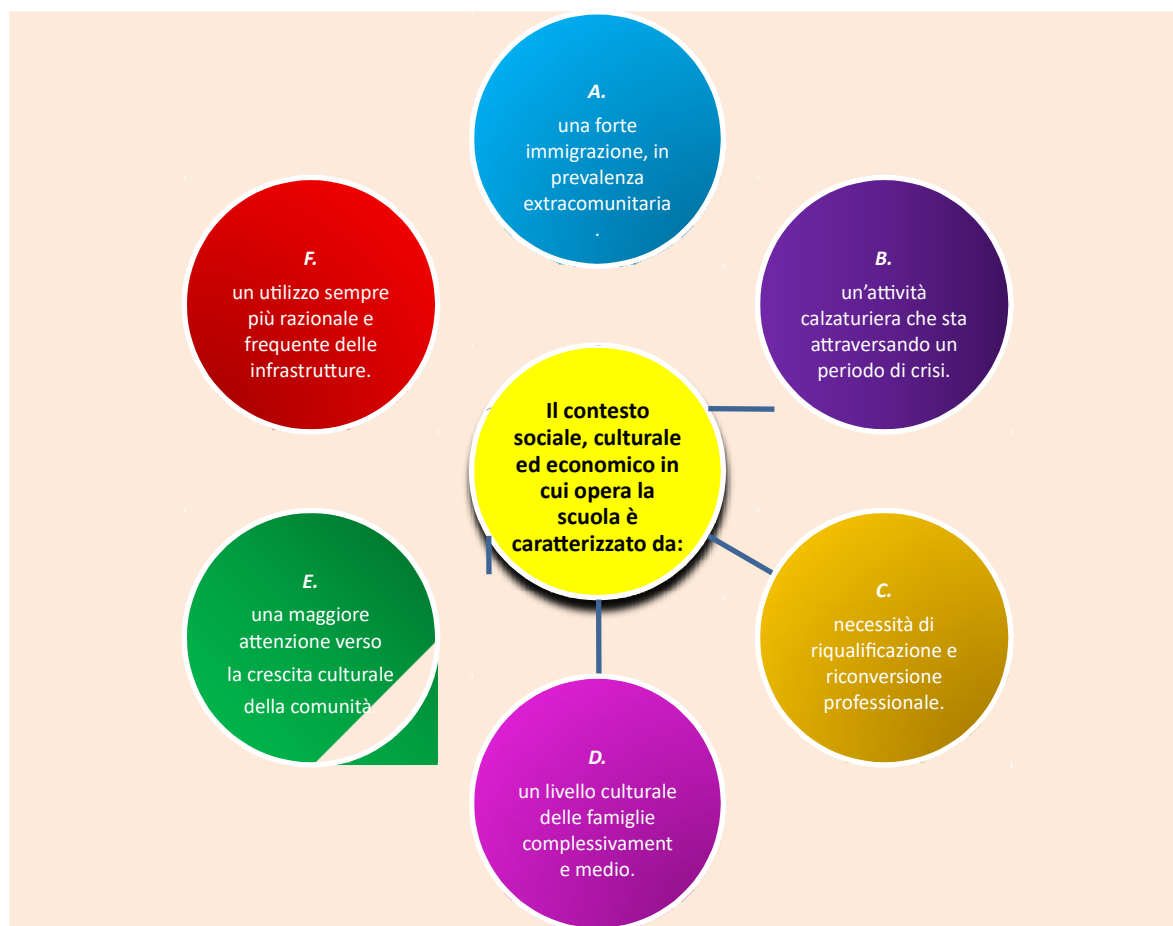 A.
una forte
immigrazione, in
prevalenza
extracomunitaria
.
B.
un’attività
calzaturiera che sta
attraversando un
periodo di crisi.
C.
necessità di
riqualificazione e
riconversione
professionale.
D.
un livello culturale
delle famiglie
complessivament
e medio.
E.
una maggiore
attenzione verso
la crescita culturale
della comunità.
F.
un utilizzo sempre
più razionale e
frequente delle
infrastrutture.
Il contesto
sociale, culturale
ed economico in
cui opera la
scuola è
caratterizzato da: